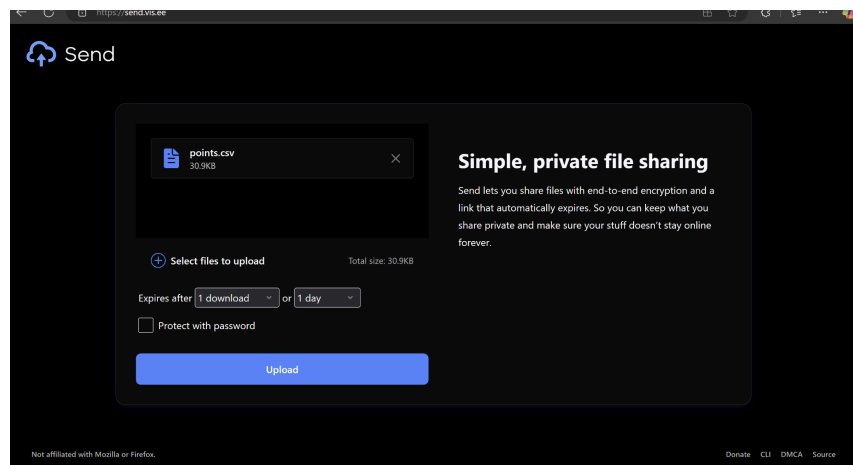 https://send.vis.ee
Send
points.csv
30.9KB
Simple, private file sharing
Send lets you share files with end-to-end encryption and a
link that automatically expires. So you can keep what you
share private and make sure your stuff doesn't stay online
forever.
Select files to upload
Total size: 30.9KB
Expires after 1 download or 1 day
Protect with password
Upload
Not affiliated with Mozilla or Firefox.
Donate CLI DMCA Source